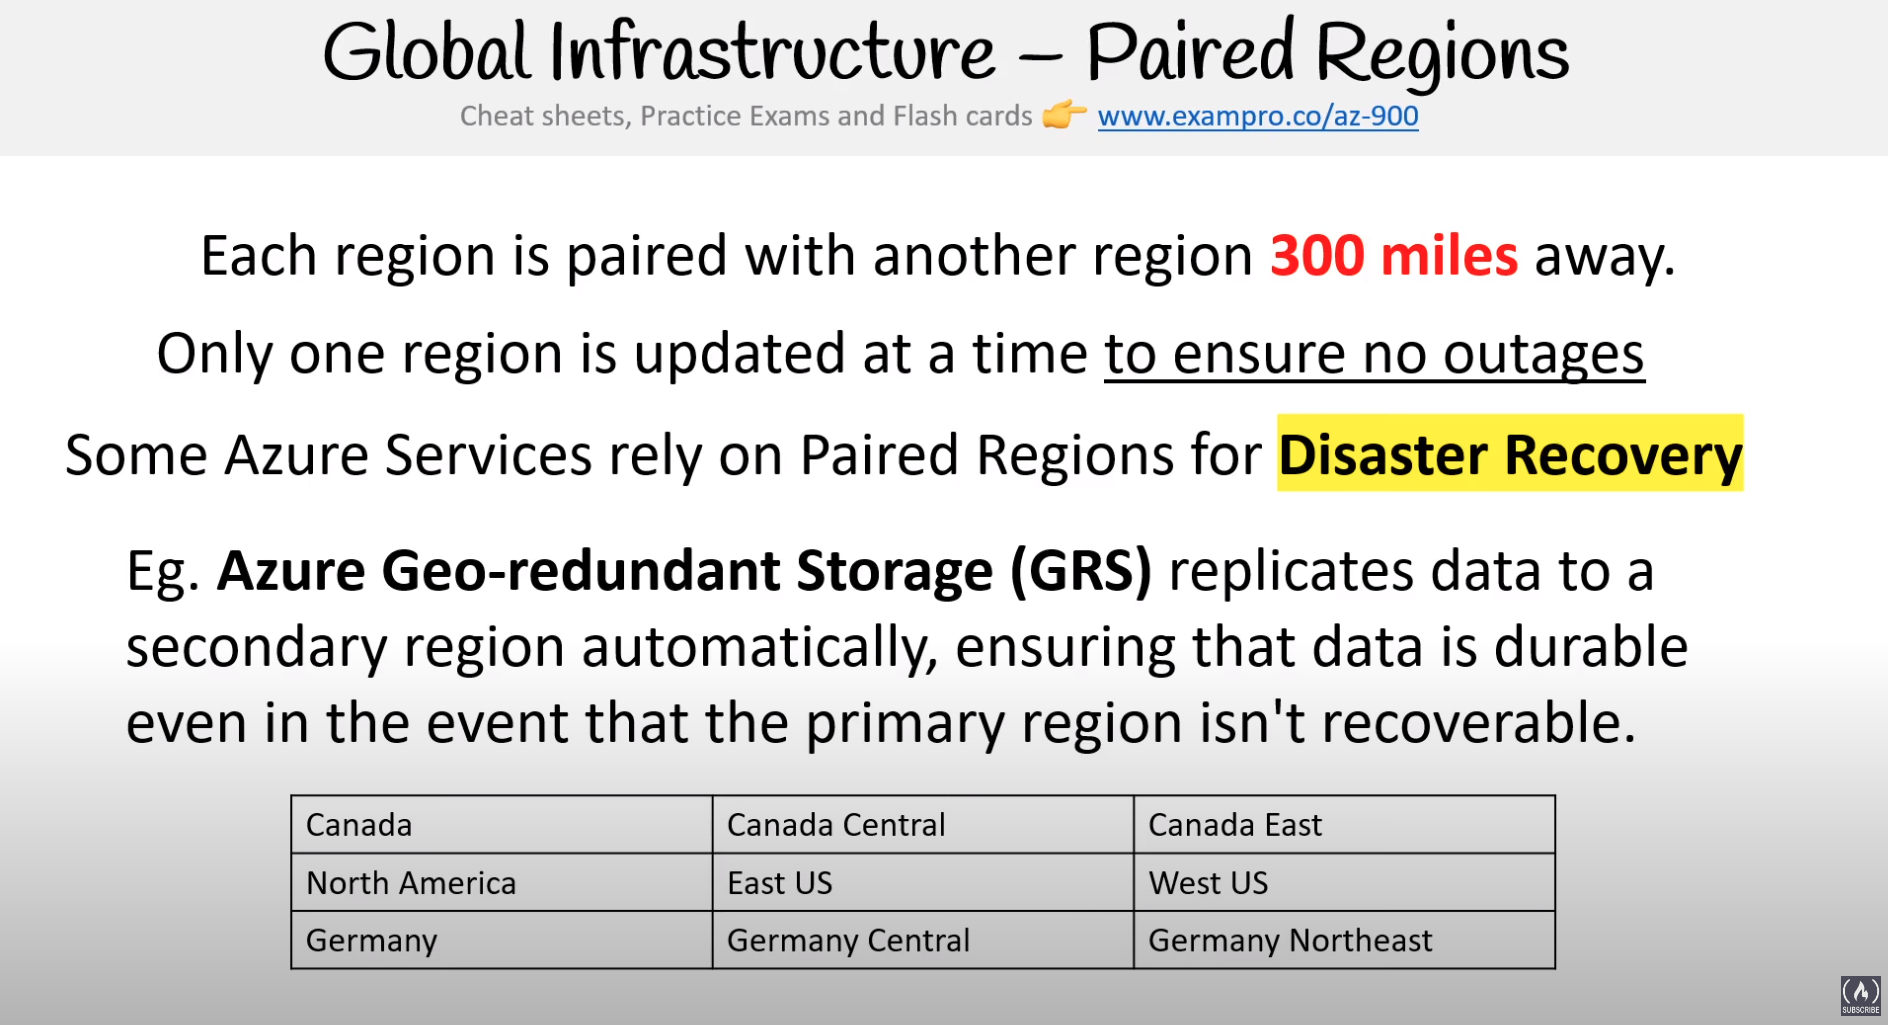 Global Infrastructure – Paired Regions
Cheat sheets, Practice Exams and Flash cards 👉 www.exampro.co/az-900
Each region is paired with another region 300 miles away.
Only one region is updated at a time to ensure no outages
Some Azure Services rely on Paired Regions for Disaster Recovery
Eg. Azure Geo-redundant Storage (GRS) replicates data to a
secondary region automatically, ensuring that data is durable
even in the event that the primary region isn't recoverable.
Canada Canada Central Canada East
North America East US West US
Germany Germany Central Germany Northeast
SUBSCRIBE